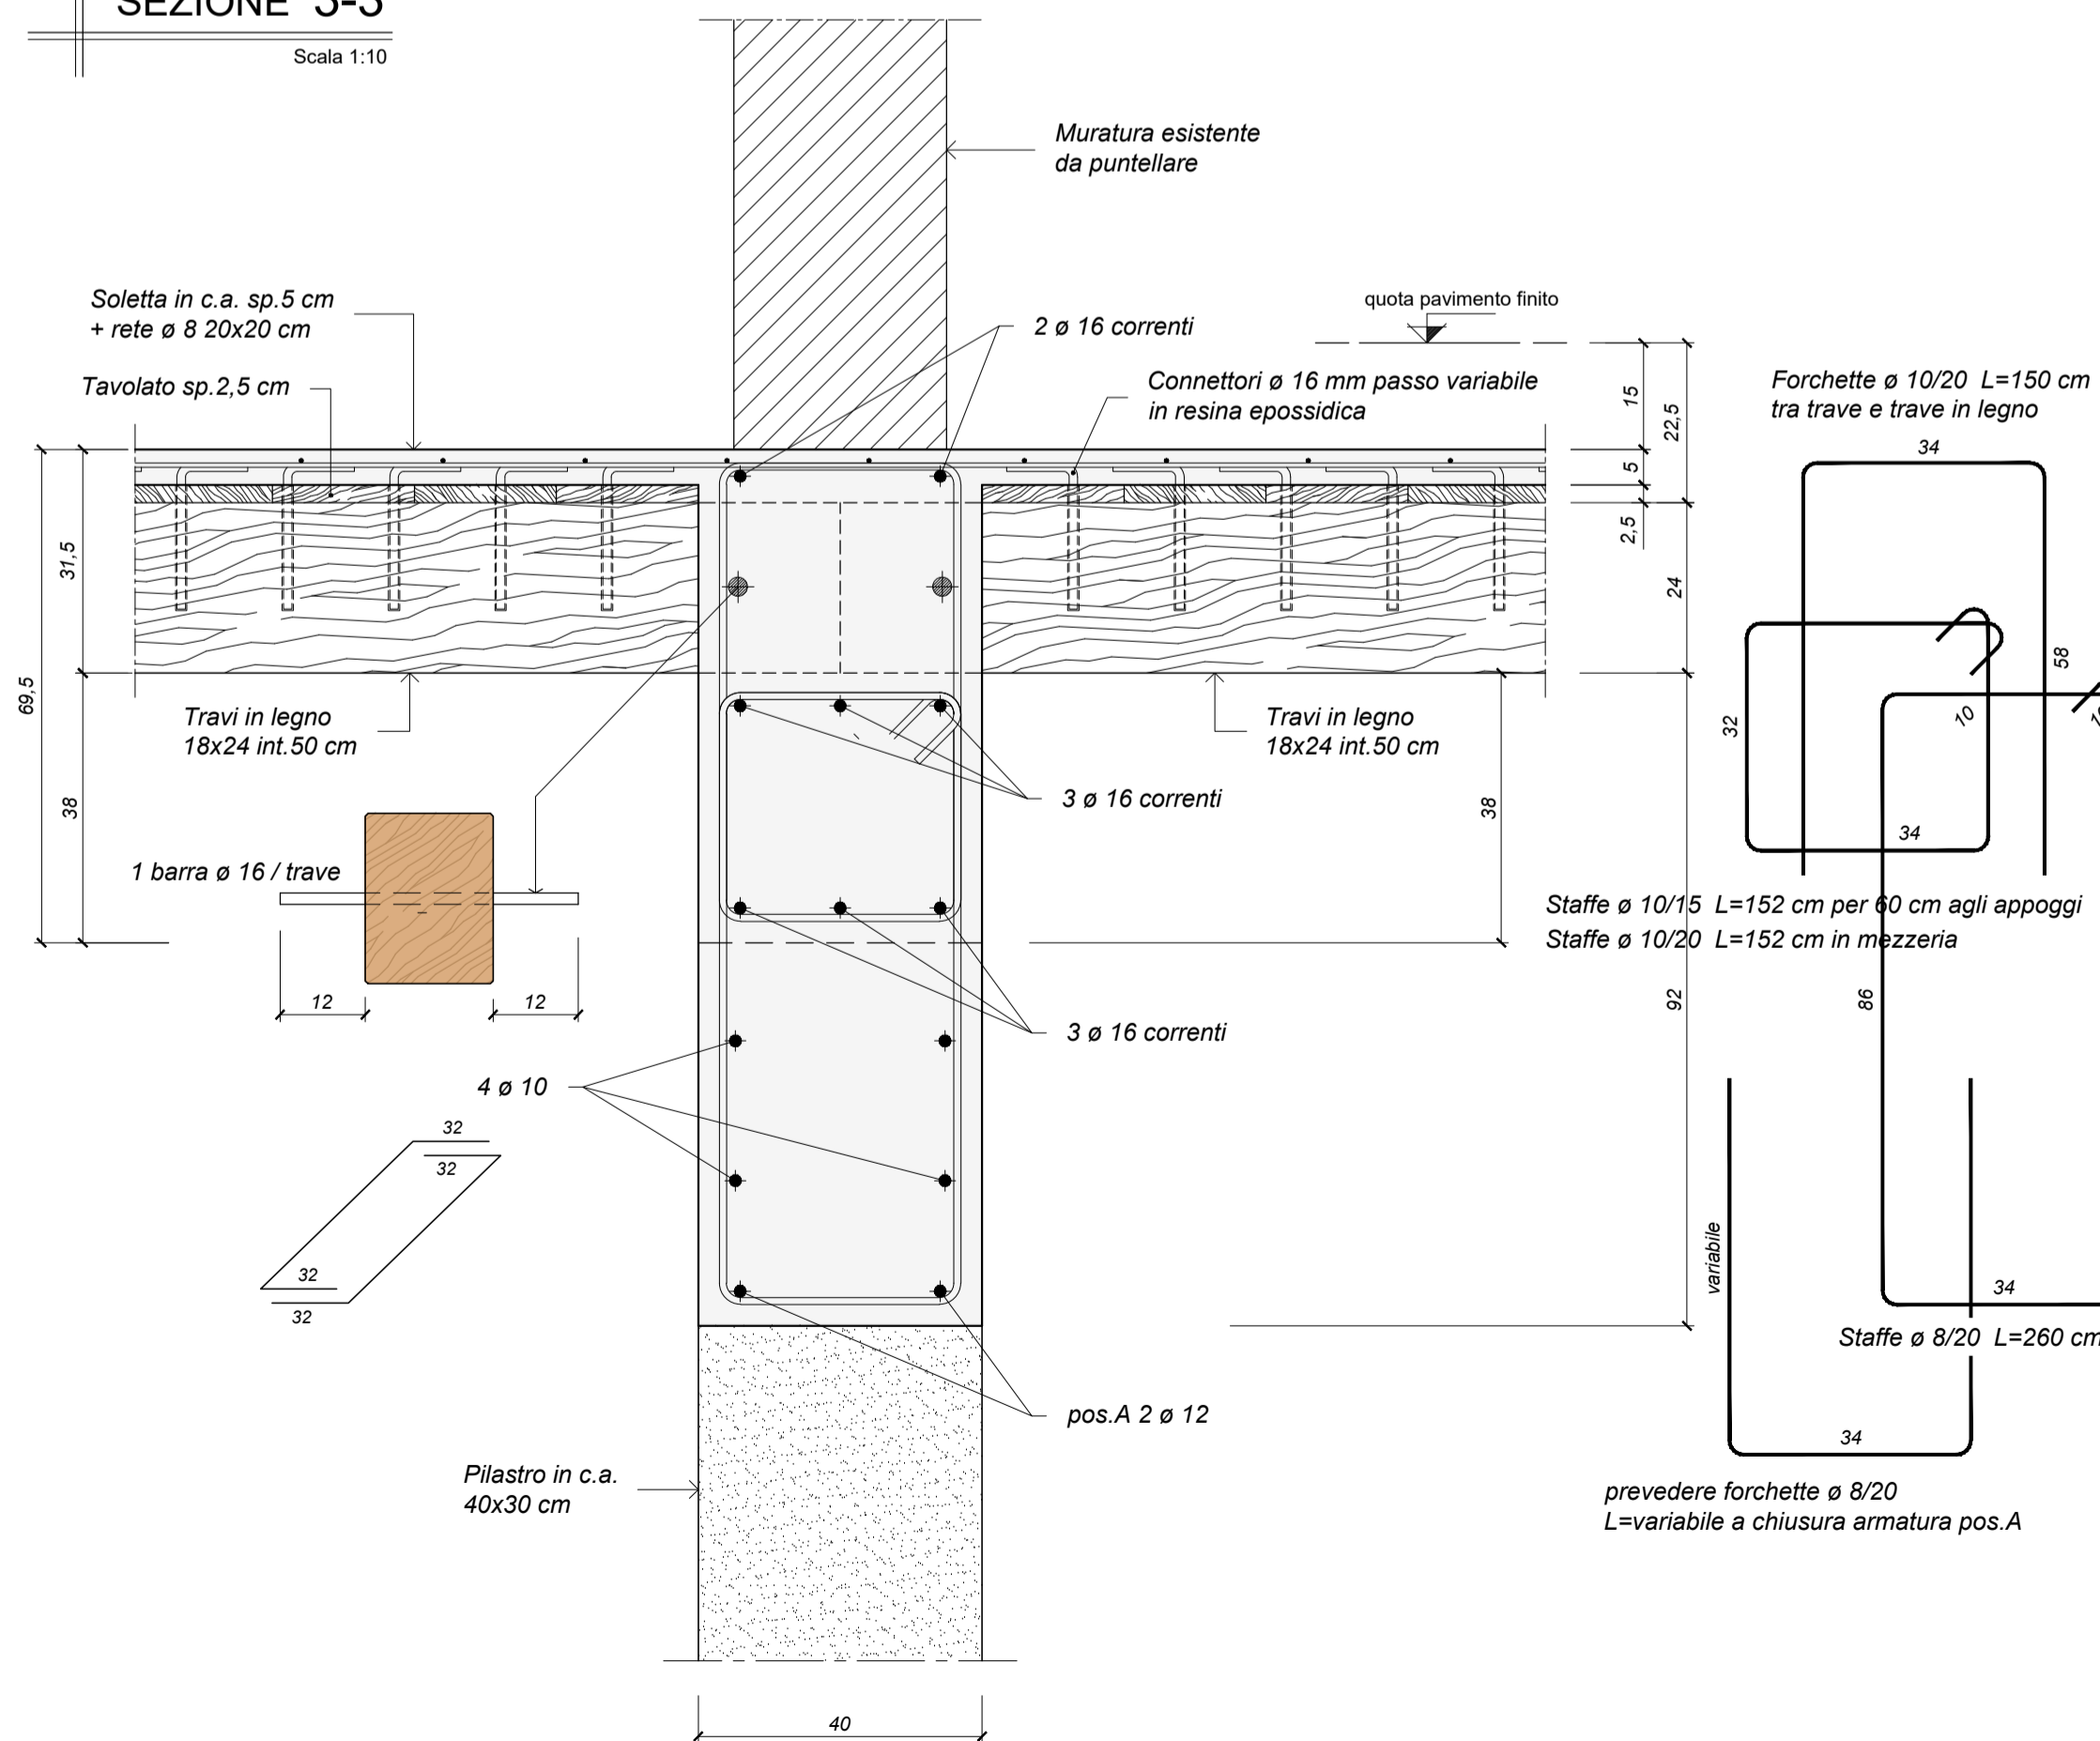 SEZIONE 3-3
Scala 1:10
Muratura esistente
da puntellare
Soletta in c.a. sp.5 cm
+ rete ø 8 20x20 cm
Tavolato sp.2,5 cm
2 ø 16 correnti
quota pavimento finito
Connettori ø 16 mm passo variabile
in resina epossidica
15
22,5
5
2,5
24
Forchette ø 10/20 L=150 cm
tra trave e trave in legno
34
58
32
10
34
31,5
69,5
38
Travi in legno
18x24 int.50 cm
Travi in legno
18x24 int.50 cm
3 ø 16 correnti
38
1 barra ø 16 / trave
12
12
Staffe ø 10/15 L=152 cm per 60 cm agli appoggi
Staffe ø 10/20 L=152 cm in mezzeria
92
86
3 ø 16 correnti
4 ø 10
32
32
32
32
variabile
34
Staffe ø 8/20 L=260 cm
pos.A 2 ø 12
34
Pilastro in c.a.
40x30 cm
prevedere forchette ø 8/20
L=variabile a chiusura armatura pos.A
40